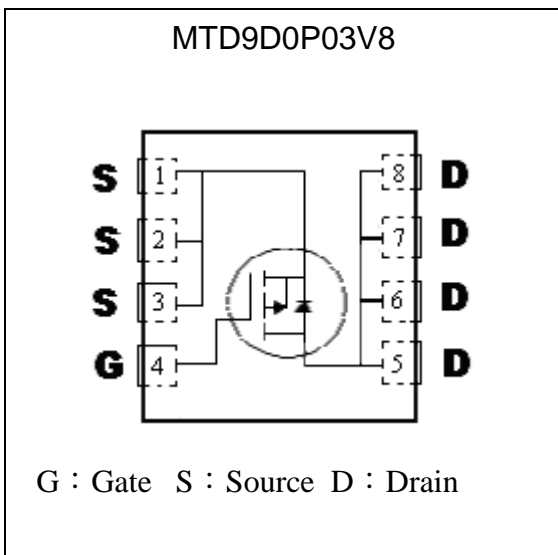 MTD9D0P03V8
S 1 8 D
S 2 7 D
S 3 6 D
G 4 5 D
G：Gate S：Source D：Drain